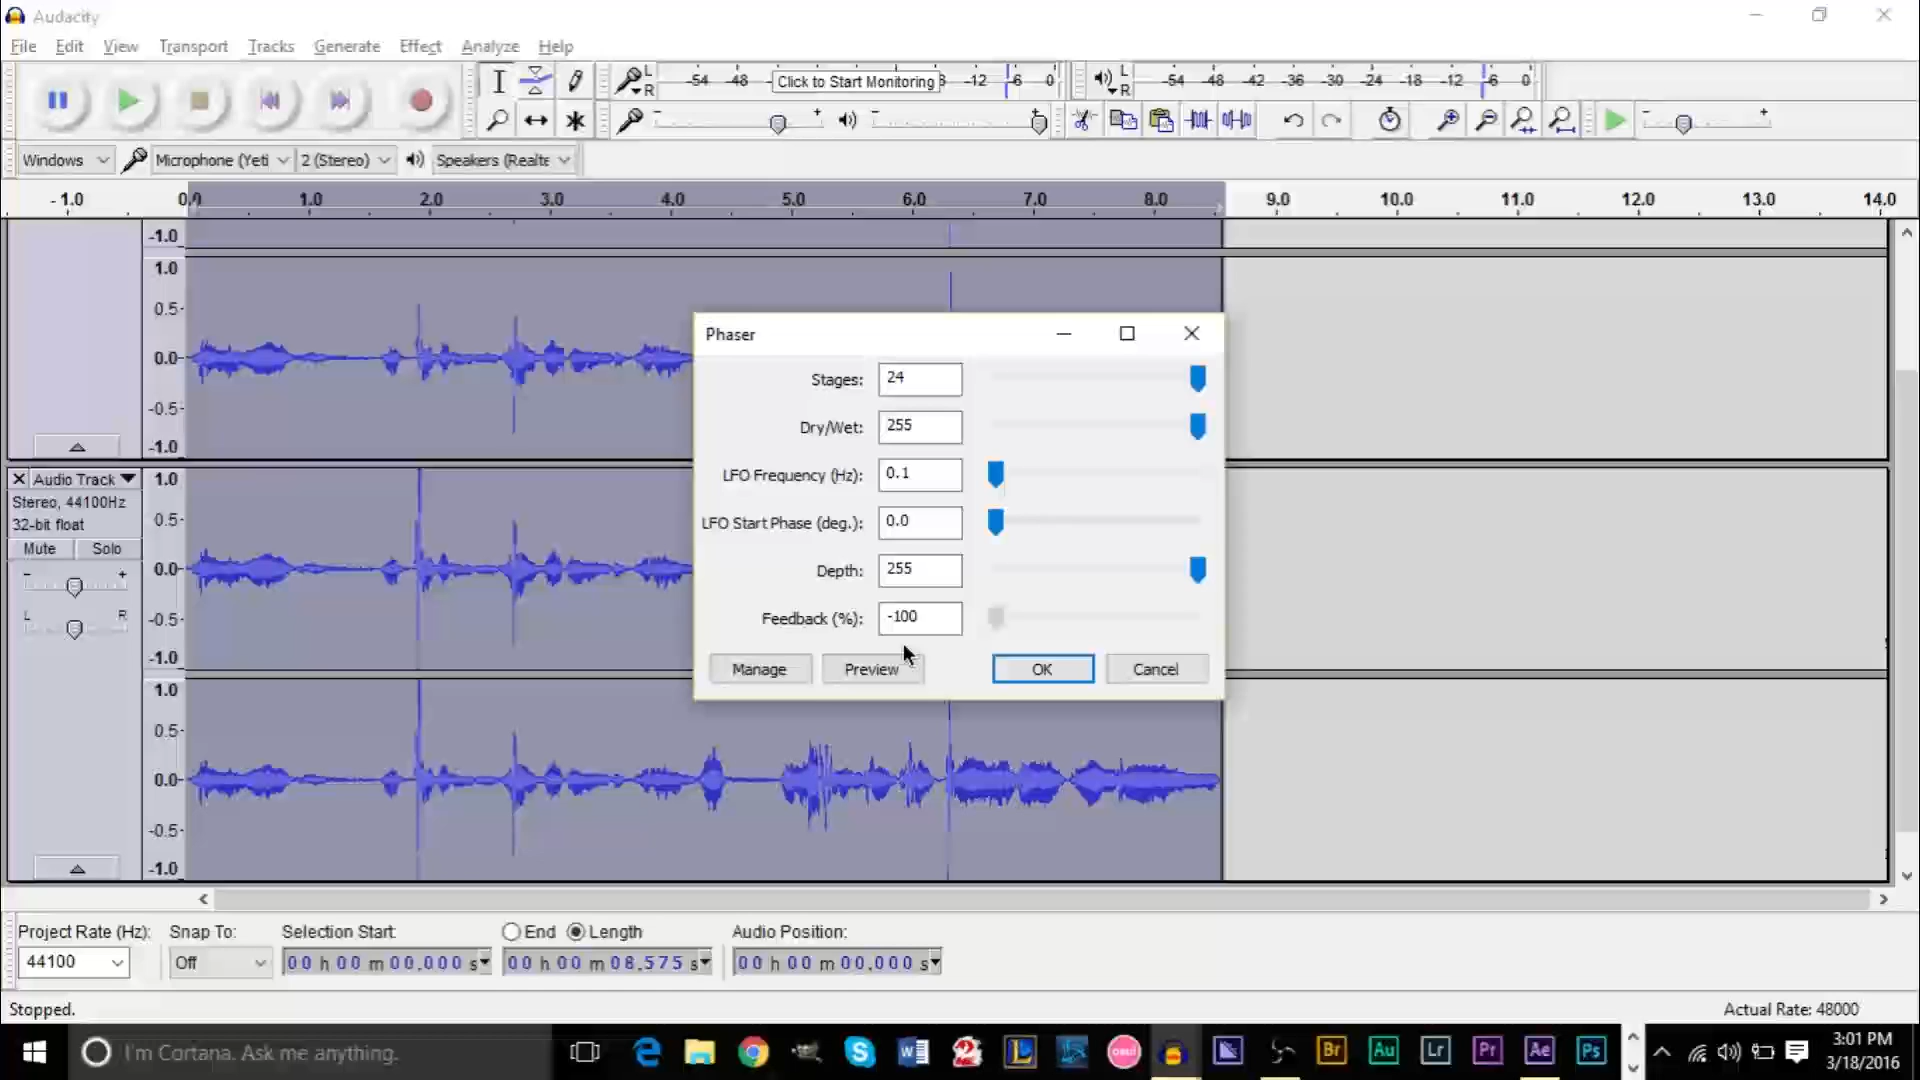 Audacity
File Edit View Transport Tracks Generate Effect Analyze Help
L R -54 -48 Click to Start Monitoring -12 -6 0
L R -54 -48 -42 -36 -30 -24 -18 -12 -6 0
Windows Microphone (Yeti 2 (Stereo) Speakers (Realte
-1.0 0.0 1.0 2.0 3.0 4.0 5.0 6.0 7.0 8.0 9.0 10.0 11.0 12.0 13.0 14.0
-1.0
1.0
0.5
0.0
-0.5
-1.0
Audio Track
Stereo, 44100Hz
32-bit float
Mute Solo
- +
L R
1.0
0.5
0.0
-0.5
-1.0
1.0
0.5
0.0
-0.5
-1.0
Phaser
Stages: 24
Dry/Wet: 255
LFO Frequency (Hz): 0.1
LFO Start Phase (deg.): 0.0
Depth: 255
Feedback (%): -100
Manage Preview OK Cancel
Project Rate (Hz): Snap To: Selection Start: End Length Audio Position:
44100 Off 00 h 00 m 00.000 s 00 h 00 m 08.575 s 00 h 00 m 00.000 s
Stopped. Actual Rate: 48000
I'm Cortana. Ask me anything.
osu!
Br Au Lr Pr Ae Ps
3:01 PM
3/18/2016